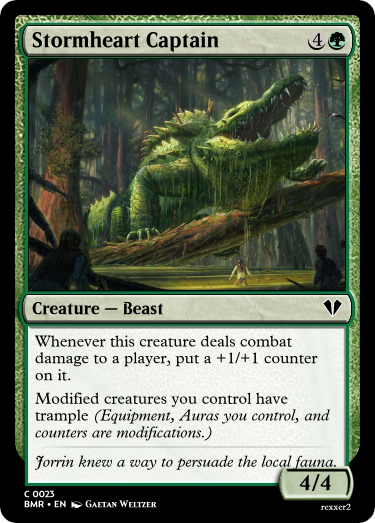 Stormheart Captain 4
Creature — Beast
Whenever this creature deals combat
damage to a player, put a +1/+1 counter
on it.
Modified creatures you control have
trample (Equipment, Auras you control, and
counters are modifications.)
Jorrin knew a way to persuade the local fauna.
4/4
C 0023
BMR • EN Gaetan Weltzer
rexxer2